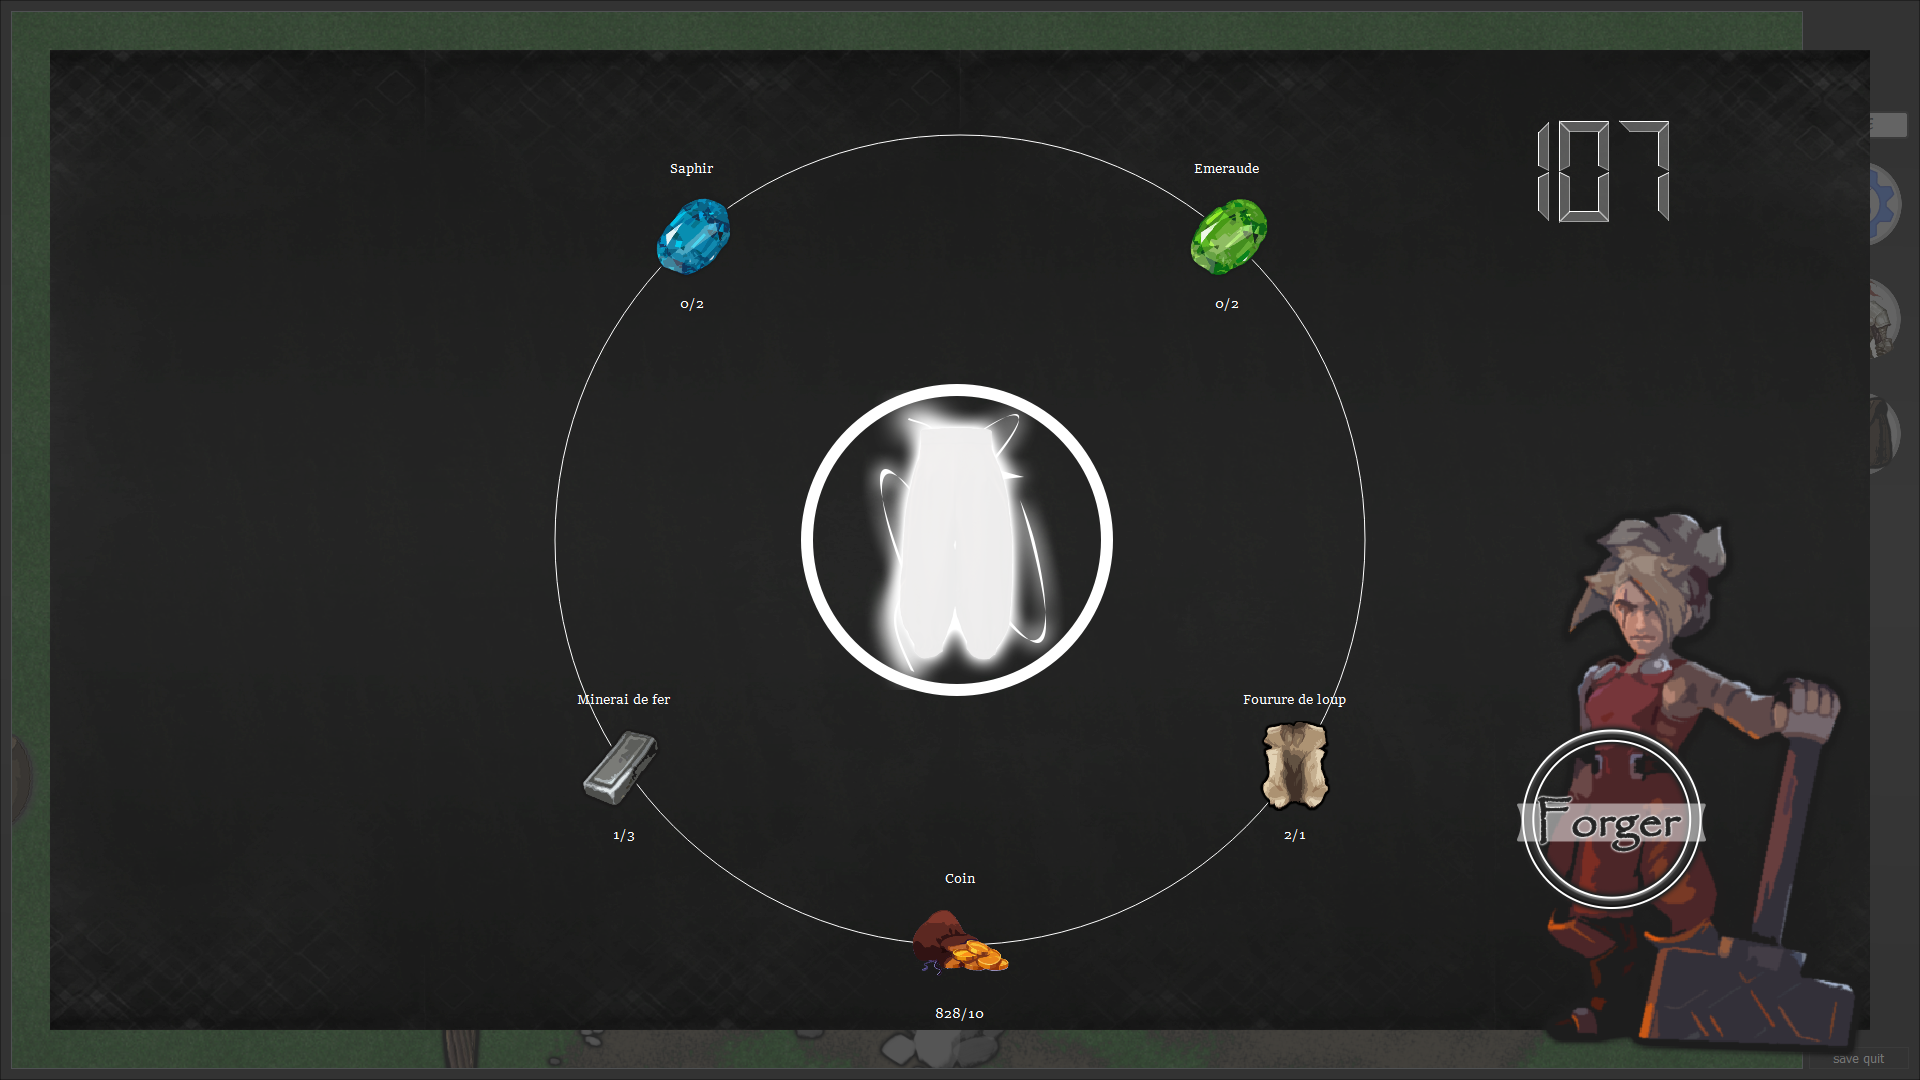 107
Saphir
Emeraude
0/2
0/2
Minerai de fer
Fourure de loup
1/3
2/1
Forger
Coin
828/10
save quit